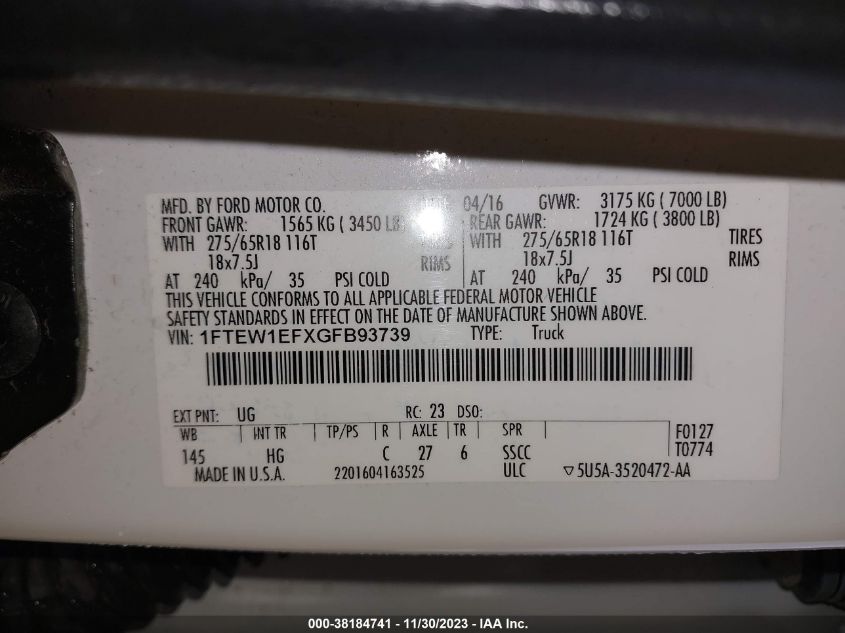 MFD. BY FORD MOTOR CO. 04/16 GVWR: 3175 KG ( 7000 LB)
FRONT GAWR: 1565 KG ( 3450 LB) REAR GAWR: 1724 KG ( 3800 LB)
WITH 275/65R18 116T TIRES WITH 275/65R18 116T TIRES
18x7.5J RIMS 18x7.5J RIMS
AT 240 kPa/ 35 PSI COLD AT 240 kPa/ 35 PSI COLD
THIS VEHICLE CONFORMS TO ALL APPLICABLE FEDERAL MOTOR VEHICLE
SAFETY STANDARDS IN EFFECT ON THE DATE OF MANUFACTURE SHOWN ABOVE.
VIN: 1FTEW1EFXGFB93739 TYPE: Truck
EXT PNT: UG RC: 23 DSO:
WB INT TR TP/PS R AXLE TR SPR F0127
145 HG C 27 6 SSCC T0774
MADE IN U.S.A. 2201604163525 ULC ▽5U5A-3520472-AA
000-38184741 — 11/30/2023 — IAA Inc.